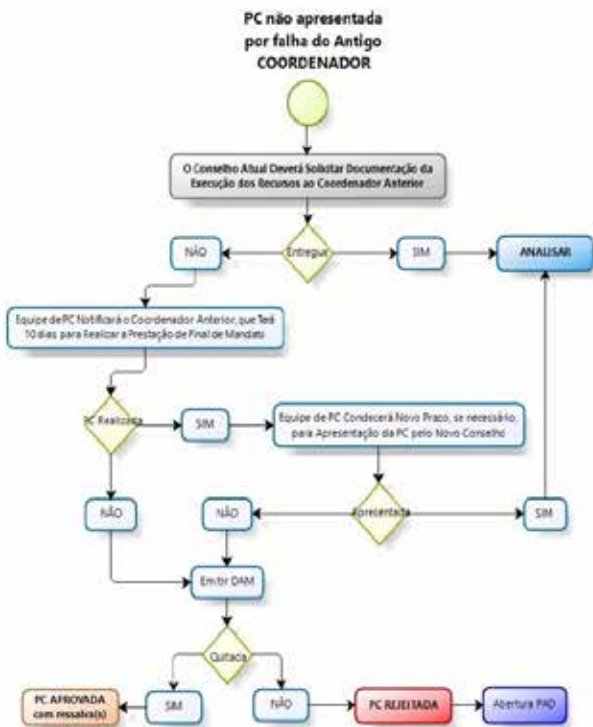 PC não apresentada
por falha do Antigo
COORDENADOR
O Conselho Atual Deverá Solicitar Documentação da
Execução dos Recursos ao Coordenador Anterior
NÃO
Entregue
SIM
ANALISAR
Equipe de PC Notificará o Coordenador Anterior, que Terá
10 dias para Realizar a Prestação de Final de Mandato
PC Realizada
SIM
Equipe de PC Condecerá Novo Prazo, se necessário,
para Apresentação da PC pelo Novo Conselho
NÃO
NÃO
Apresentada
SIM
Emitir DAM
Quitada
PC APROVADA
com ressalva(s)
SIM
NÃO
PC REJEITADA
Abertura PAD